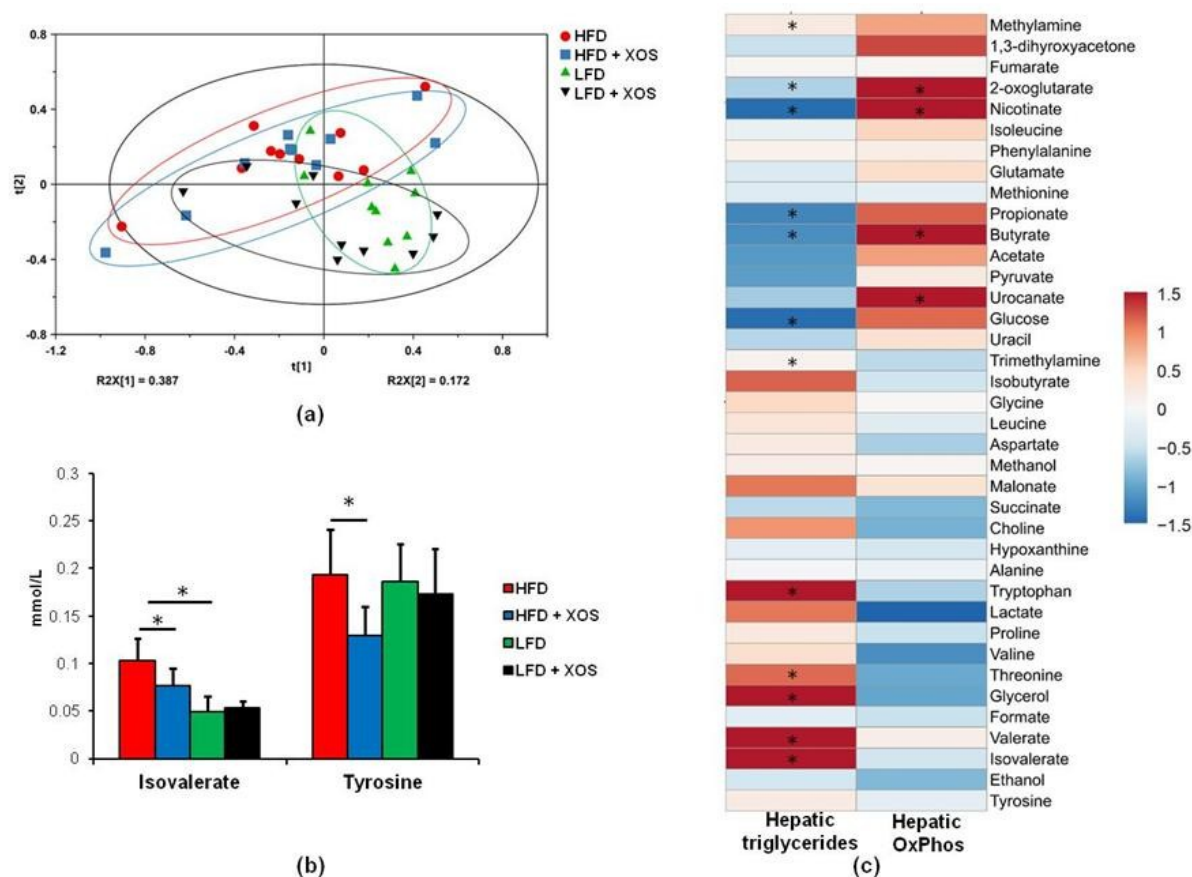 0.8
0.4
0
-0.4
-0.8
t[2]
-1.2
-0.8
-0.4
0
0.4
0.8
t[1]
R2X[1] = 0.387
R2X[2] = 0.172
HFD
HFD + XOS
LFD
LFD + XOS
(a)
0.3
0.25
0.2
0.15
0.1
0.05
0
mmol/L
*
*
*
Isovalerate
Tyrosine
HFD
HFD + XOS
LFD
LFD + XOS
(b)
* Methylamine
1,3-dihyroxyacetone
Fumarate
* * 2-oxoglutarate
* * Nicotinate
Isoleucine
Phenylalanine
Glutamate
Methionine
* Propionate
* * Butyrate
Acetate
Pyruvate
* Urocanate
* Glucose
Uracil
* Trimethylamine
Isobutyrate
Glycine
Leucine
Aspartate
Methanol
Malonate
Succinate
Choline
Hypoxanthine
Alanine
* Tryptophan
Lactate
Proline
Valine
* Threonine
* Glycerol
Formate
* Valerate
* Isovalerate
Ethanol
Tyrosine
Hepatic
triglycerides
Hepatic
OxPhos
1.5
1
0.5
0
−0.5
−1
−1.5
(c)